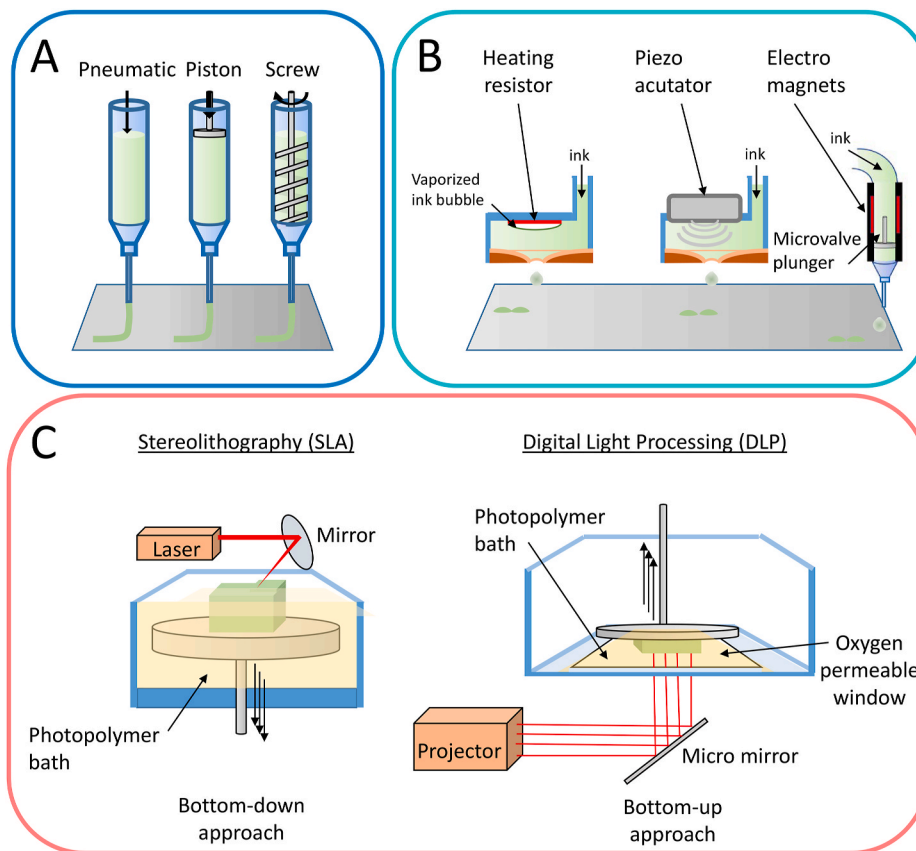 A
Pneumatic Piston Screw
B
Heating
resistor
Piezo
acutator
Electro
magnets
ink
ink
ink
Vaporized
ink bubble
Microvalve
plunger
C
Stereolithography (SLA)
Laser
Mirror
Photopolymer
bath
Bottom-down
approach
Digital Light Processing (DLP)
Photopolymer
bath
Oxygen
permeable
window
Projector
Micro mirror
Bottom-up
approach